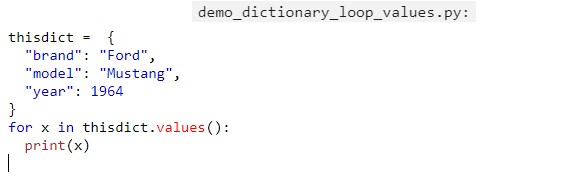 demo_dictionary_loop_values.py:
thisdict =  {
  "brand": "Ford",
  "model": "Mustang",
  "year": 1964
}
for x in thisdict.values():
  print(x)